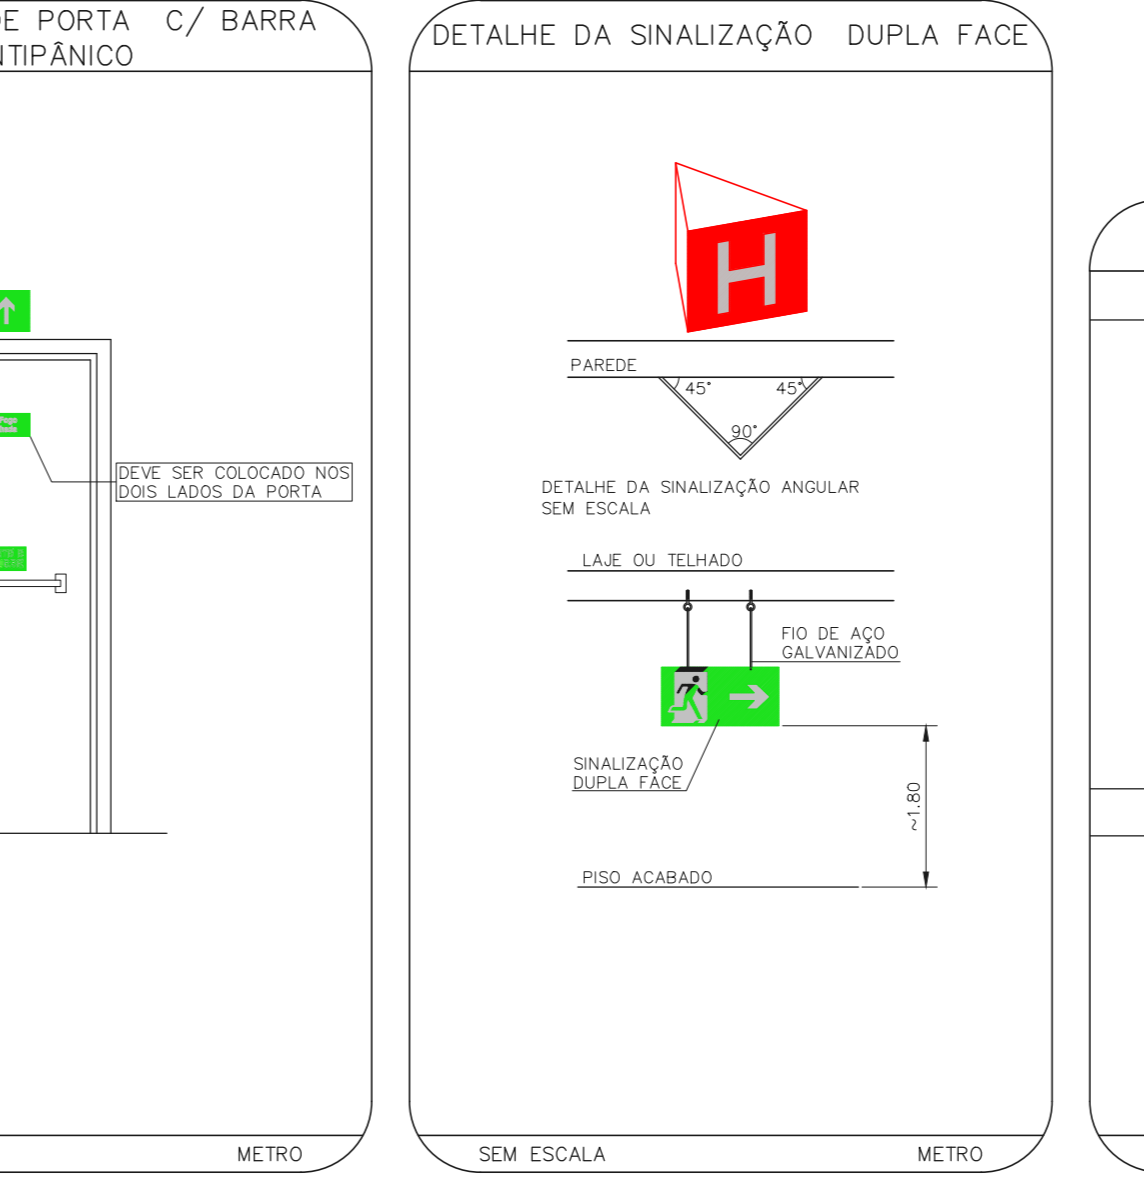 DE PORTA C/ BARRA
NTIPÂNICO
DEVE SER COLOCADO NOS
DOIS LADOS DA PORTA
METRO
DETALHE DA SINALIZAÇÃO DUPLA FACE
H
PAREDE
45° 45°
90°
DETALHE DA SINALIZAÇÃO ANGULAR
SEM ESCALA
LAJE OU TELHADO
FIO DE AÇO
GALVANIZADO
SINALIZAÇÃO
DUPLA FACE
~1.80
PISO ACABADO
SEM ESCALA METRO